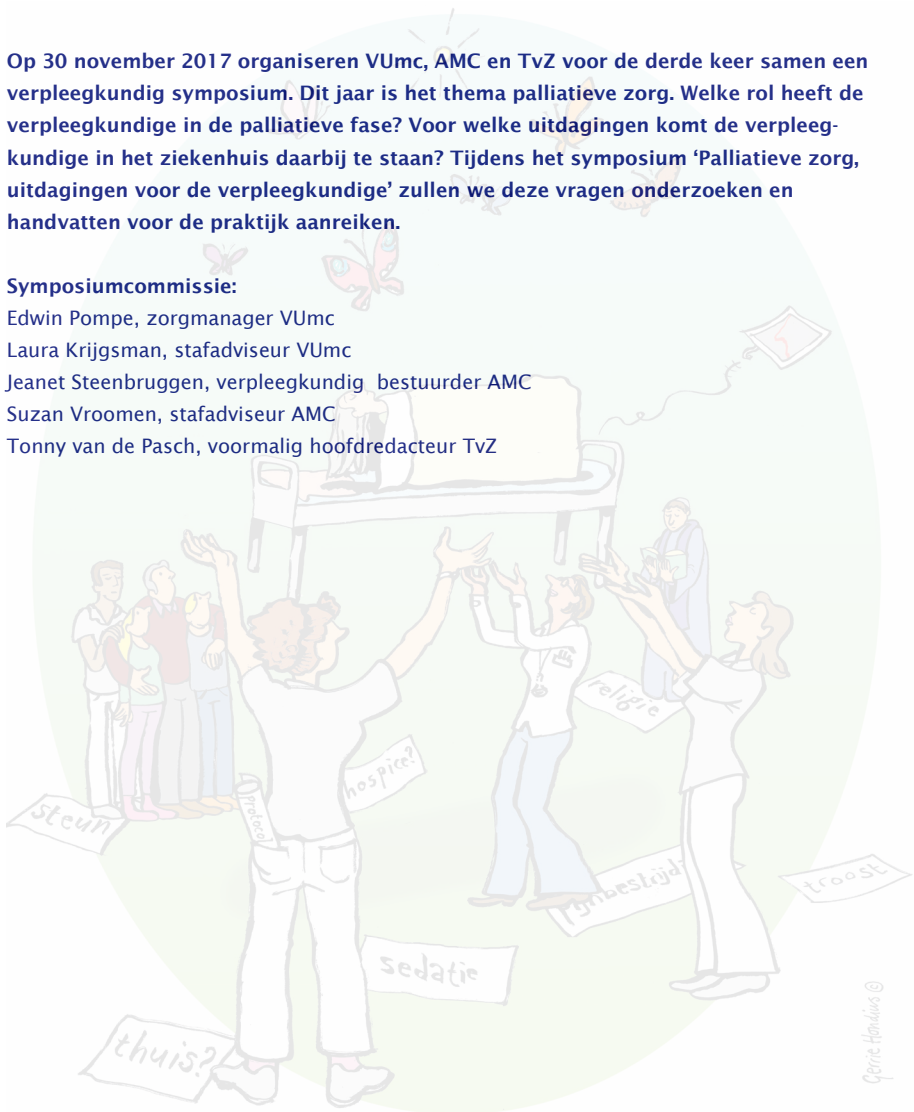 Op 30 november 2017 organiseren VUmc, AMC en TvZ voor de derde keer samen een
verpleegkundig symposium. Dit jaar is het thema palliatieve zorg. Welke rol heeft de
verpleegkundige in de palliatieve fase? Voor welke uitdagingen komt de verpleeg-
kundige in het ziekenhuis daarbij te staan? Tijdens het symposium ‘Palliatieve zorg,
uitdagingen voor de verpleegkundige’ zullen we deze vragen onderzoeken en
handvatten voor de praktijk aanreiken.
Symposiumcommissie:
Edwin Pompe, zorgmanager VUmc
Laura Krijgsman, stafadviseur VUmc
Jeanet Steenbruggen, verpleegkundig bestuurder AMC
Suzan Vroomen, stafadviseur AMC
Tonny van de Pasch, voormalig hoofdredacteur TvZ
religie
hospice?
protocol
steun
troost
sedatie
thuis?
Gerrie Hondius ©